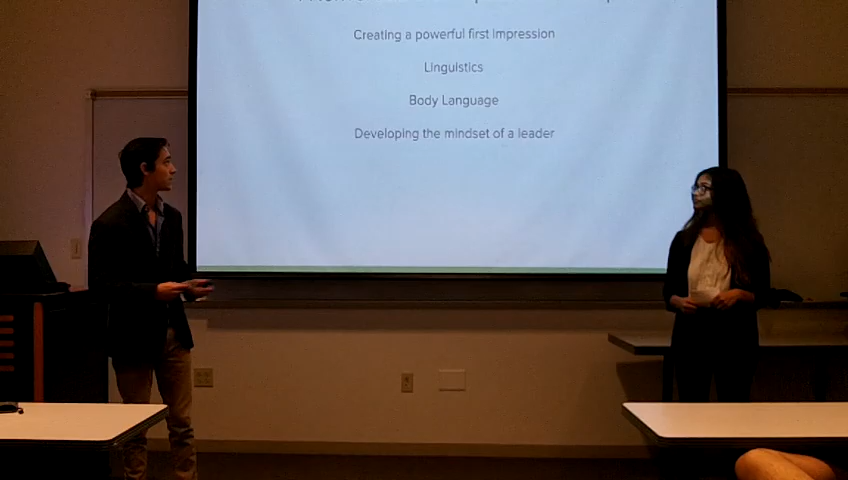 Creating a powerful first impression
Linguistics
Body Language
Developing the mindset of a leader